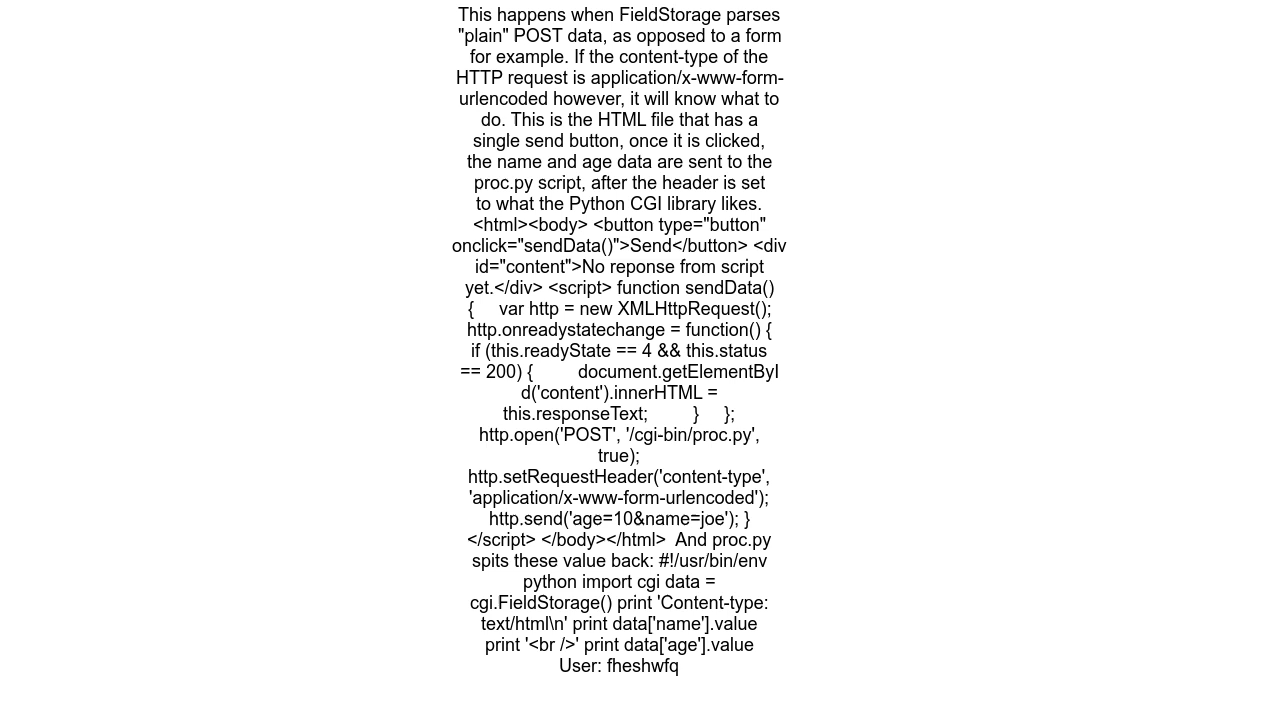 This happens when FieldStorage parses
"plain" POST data, as opposed to a form
for example. If the content-type of the
HTTP request is application/x-www-form-
urlencoded however, it will know what to
do. This is the HTML file that has a
single send button, once it is clicked,
the name and age data are sent to the
proc.py script, after the header is set
to what the Python CGI library likes.
<html><body> <button type="button"
onclick="sendData()">Send</button> <div
id="content">No reponse from script
yet.</div> <script> function sendData()
{     var http = new XMLHttpRequest();
http.onreadystatechange = function() {
if (this.readyState == 4 && this.status
== 200) {         document.getElementByI
d('content').innerHTML =
this.responseText;         }     };
http.open('POST', '/cgi-bin/proc.py',
true);
http.setRequestHeader('content-type',
'application/x-www-form-urlencoded');
http.send('age=10&name=joe'); }
</script> </body></html>  And proc.py
spits these value back: #!/usr/bin/env
python import cgi data =
cgi.FieldStorage() print 'Content-type:
text/html\n' print data['name'].value
print '<br />' print data['age'].value
User: fheshwfq